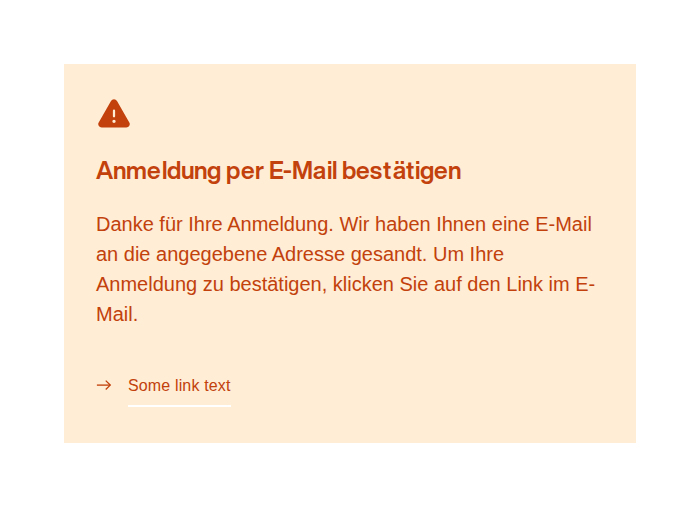 Anmeldung per E-Mail bestätigen
Danke für Ihre Anmeldung. Wir haben Ihnen eine E-Mail
an die angegebene Adresse gesandt. Um Ihre
Anmeldung zu bestätigen, klicken Sie auf den Link im E-
Mail.
Some link text